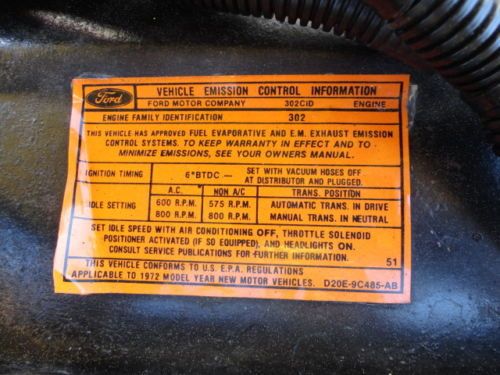 Ford VEHICLE EMISSION CONTROL INFORMATION
FORD MOTOR COMPANY 302CID ENGINE
ENGINE FAMILY IDENTIFICATION 302
THIS VEHICLE HAS APPROVED FUEL EVAPORATIVE AND E.M. EXHAUST EMISSION
CONTROL SYSTEMS. TO KEEP WARRANTY IN EFFECT AND TO
MINIMIZE EMISSIONS, SEE YOUR OWNERS MANUAL.
IGNITION TIMING 6°BTDC — SET WITH VACUUM HOSES OFF
AT DISTRIBUTOR AND PLUGGED.
A.C. NON A/C TRANS. POSITION
IDLE SETTING 600 R.P.M. 575 R.P.M. AUTOMATIC TRANS. IN DRIVE
800 R.P.M. 800 R.P.M. MANUAL TRANS. IN NEUTRAL
SET IDLE SPEED WITH AIR CONDITIONING OFF, THROTTLE SOLENOID
POSITIONER ACTIVATED (IF SO EQUIPPED), AND HEADLIGHTS ON.
CONSULT SERVICE PUBLICATIONS FOR FURTHER INFORMATION. 51
THIS VEHICLE CONFORMS TO U.S. E.P.A. REGULATIONS
APPLICABLE TO 1972 MODEL YEAR NEW MOTOR VEHICLES. D20E-9C485-AB